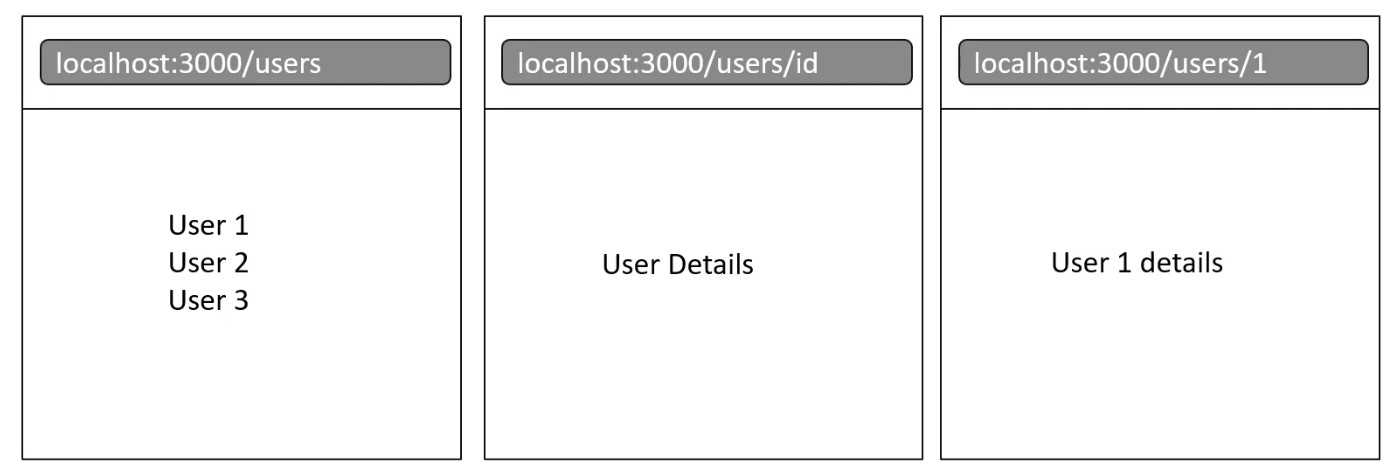 localhost:3000/users
User 1
User 2
User 3
localhost:3000/users/id
User Details
localhost:3000/users/1
User 1 details